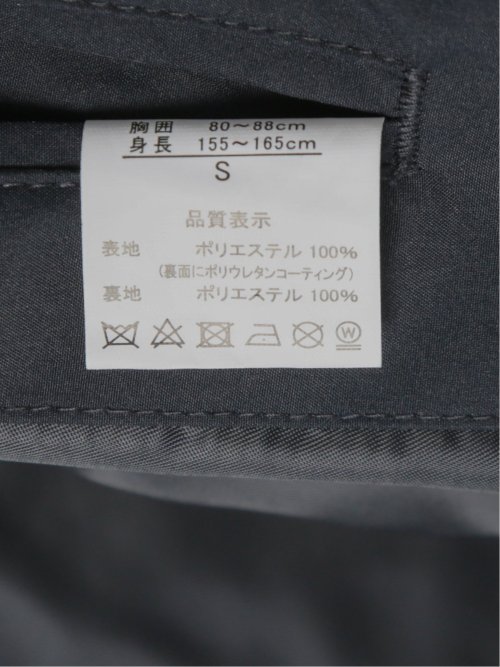 胸囲 80～88cm
身長 155～165cm
S
品質表示
表地 ポリエステル 100%
(裏面にポリウレタンコーティング)
裏地 ポリエステル 100%
W